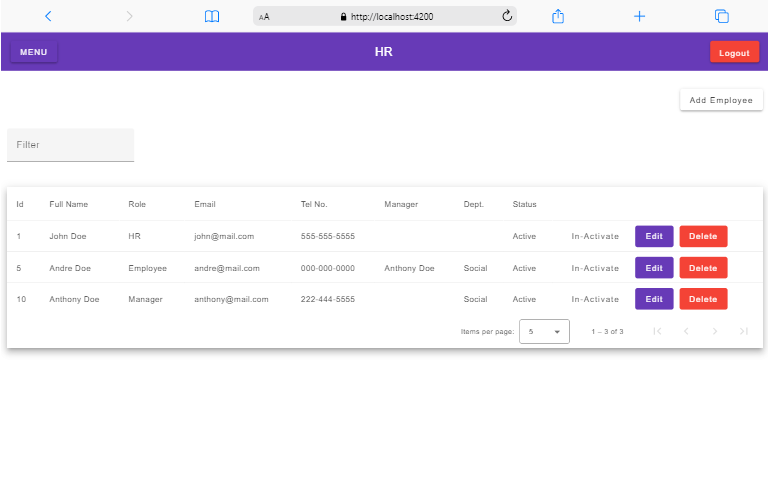 AA http://localhost:4200
MENU HR Logout
Add Employee
Filter
Id Full Name Role Email Tel No. Manager Dept. Status
1 John Doe HR john@mail.com 555-555-5555 Active In-Activate Edit Delete
5 Andre Doe Employee andre@mail.com 000-000-0000 Anthony Doe Social Active In-Activate Edit Delete
10 Anthony Doe Manager anthony@mail.com 222-444-5555 Social Active In-Activate Edit Delete
Items per page: 5 1 – 3 of 3